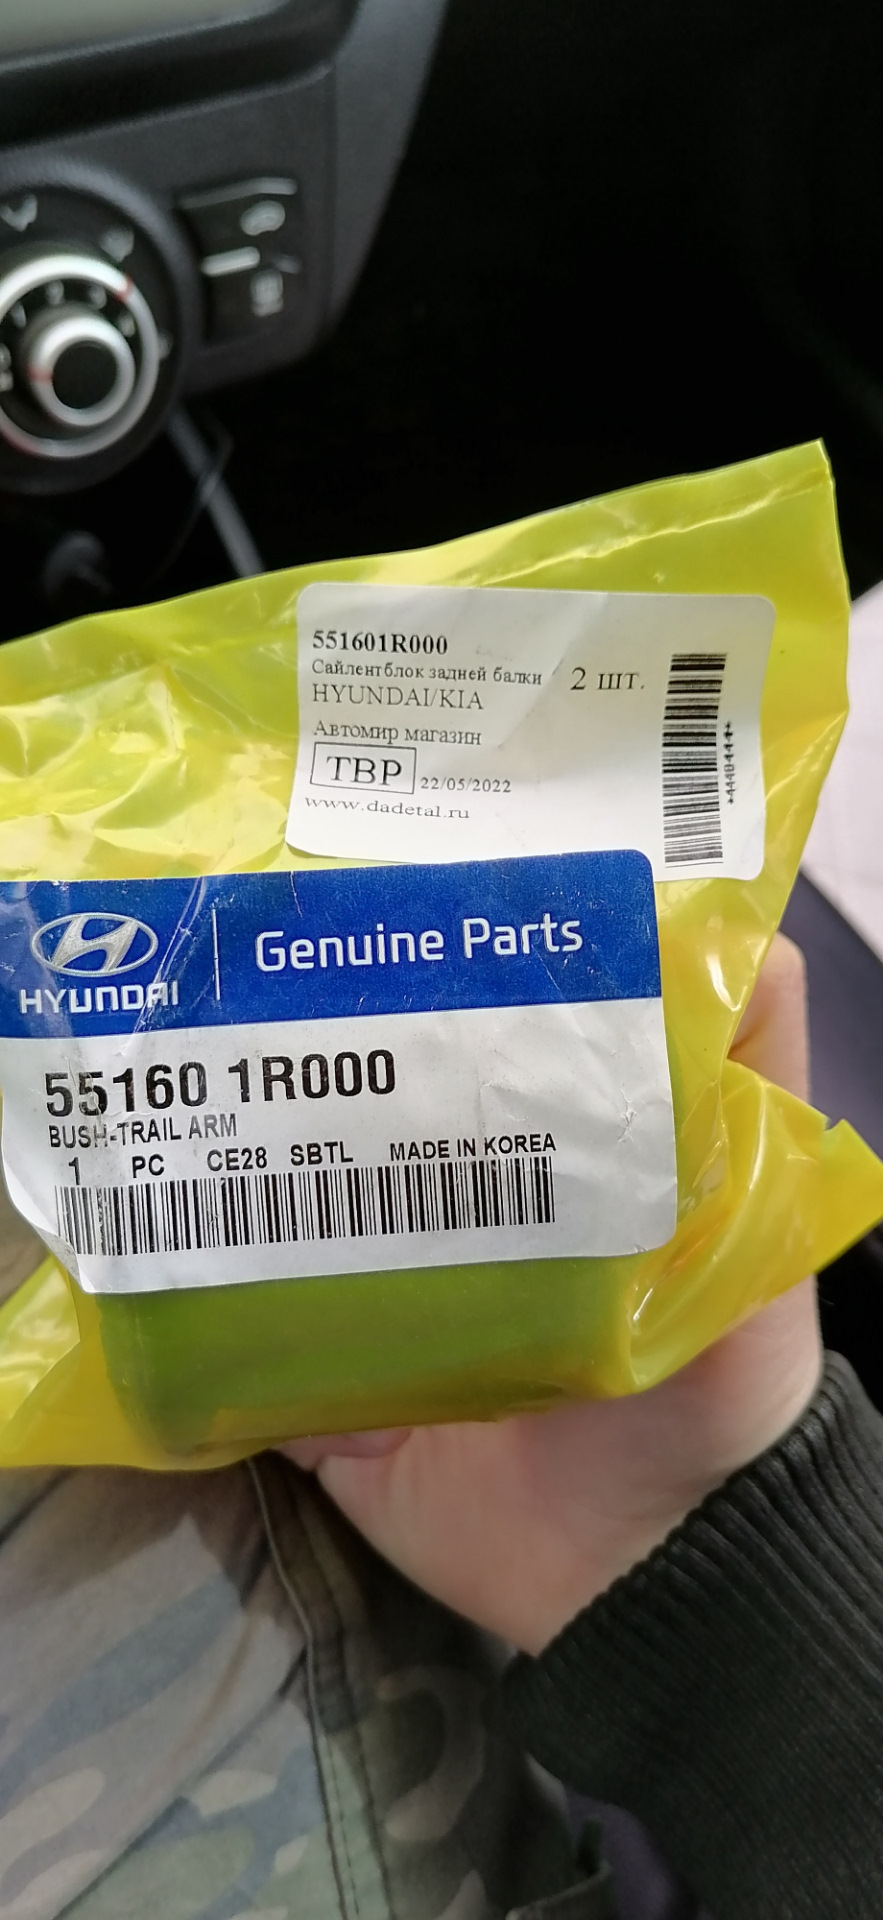 551601R000
Сайлентблок задней балки 2 шт.
HYUNDAI/KIA
Автомир магазин
ТВР 22/05/2022
www.dadetal.ru
HYUNDAI Genuine Parts
55160 1R000
BUSH-TRAIL ARM
1 PC CE28 SBTL MADE IN KOREA